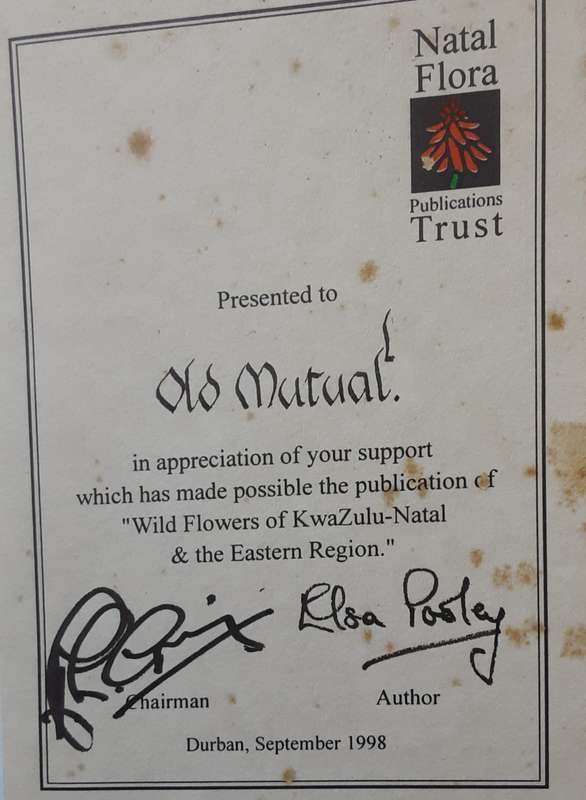 Natal
Flora
Publications
Trust
Presented to
Old Mutual.
in appreciation of your support
which has made possible the publication of
"Wild Flowers of KwaZulu-Natal
& the Eastern Region."
Elsa Pooley
Chairman
Author
Durban, September 1998